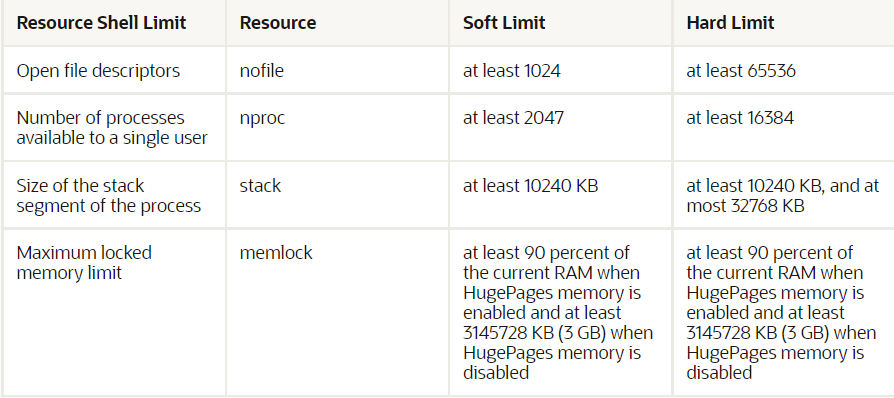 Resource Shell Limit Resource Soft Limit Hard Limit
Open file descriptors nofile at least 1024 at least 65536
Number of processes
available to a single user
nproc at least 2047 at least 16384
Size of the stack
segment of the process
stack at least 10240 KB
at least 10240 KB, and at
most 32768 KB
Maximum locked
memory limit
memlock
at least 90 percent of
the current RAM when
HugePages memory is
enabled and at least
3145728 KB (3 GB) when
HugePages memory is
disabled
at least 90 percent of
the current RAM when
HugePages memory is
enabled and at least
3145728 KB (3 GB) when
HugePages memory is
disabled